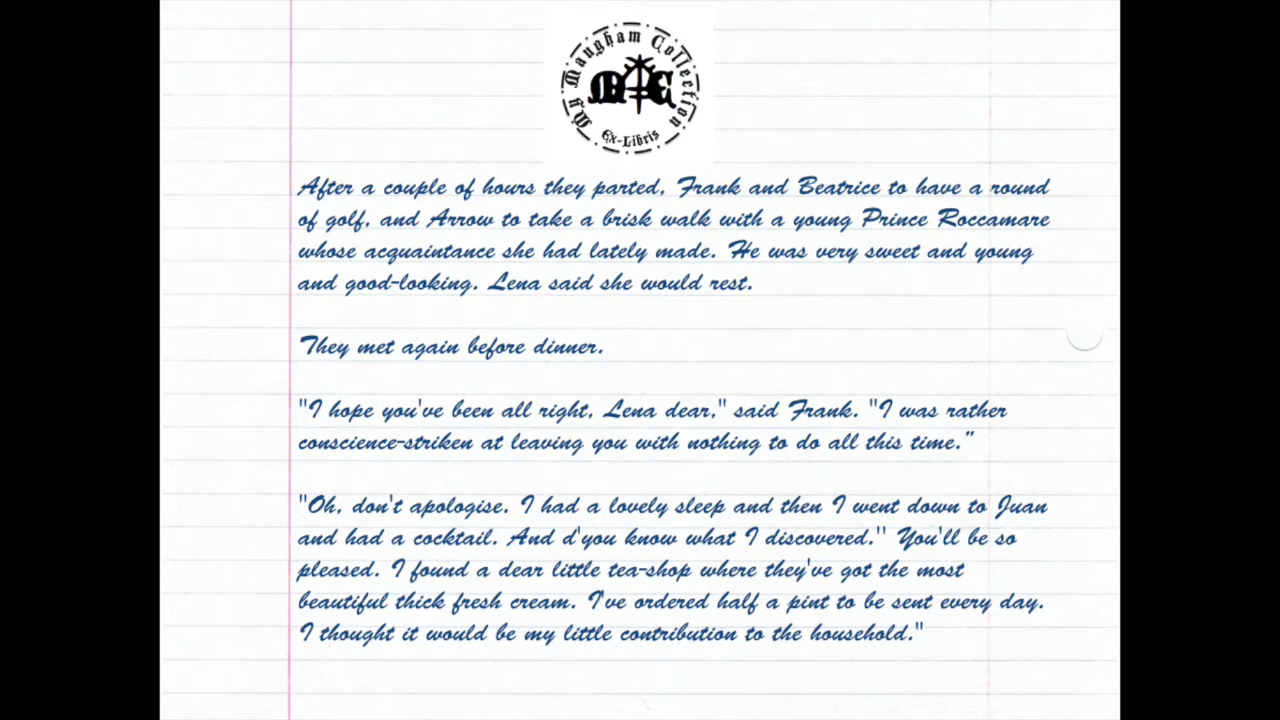 My Maugham Collection
MC
Ex-Libris
After a couple of hours they parted, Frank and Beatrice to have a round
of golf, and Arrow to take a brisk walk with a young Prince Roccamare
whose acquaintance she had lately made. He was very sweet and young
and good-looking. Lena said she would rest.
They met again before dinner.
"I hope you've been all right, Lena dear," said Frank. "I was rather
conscience-striken at leaving you with nothing to do all this time."
"Oh, don't apologise. I had a lovely sleep and then I went down to Juan
and had a cocktail. And d'you know what I discovered." You'll be so
pleased. I found a dear little tea-shop where they've got the most
beautiful thick fresh cream. I've ordered half a pint to be sent every day.
I thought it would be my little contribution to the household."